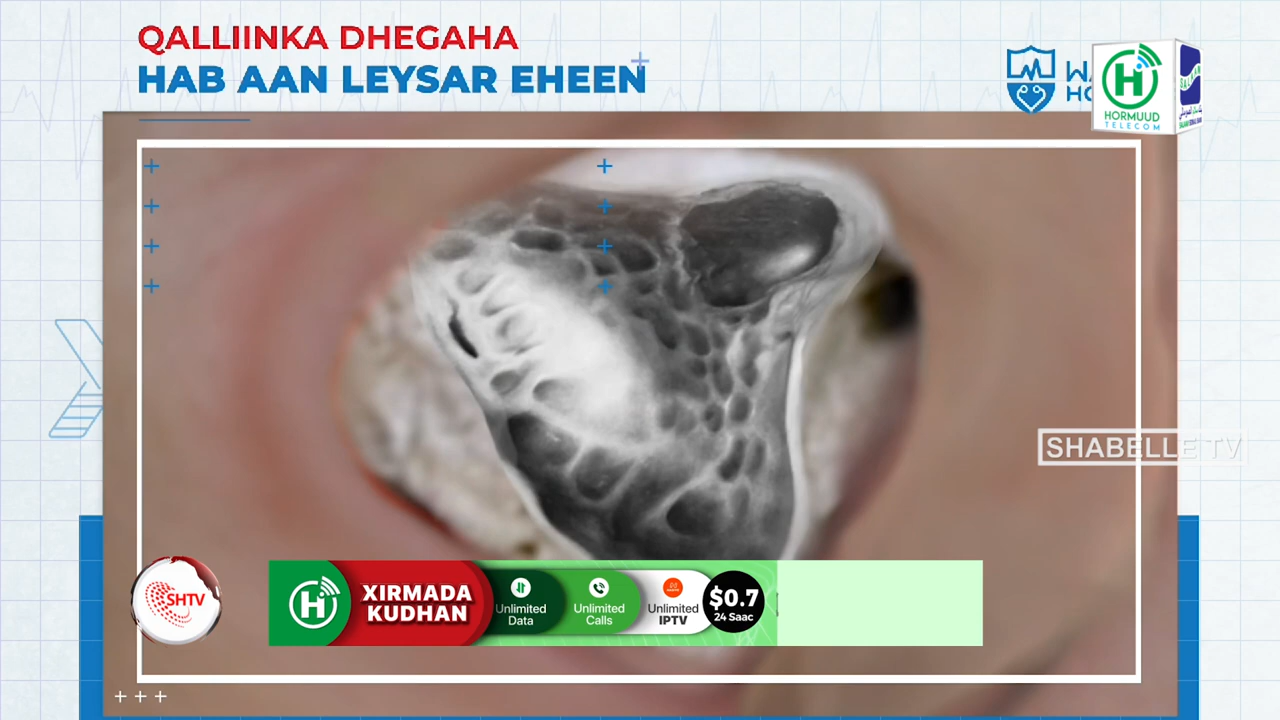 QALLIINKA DHEGAHA
HAB AAN LEYSAR EHEEN
HORMUUD
TELECOM
SHABELLE TV
SHTV
XIRMADA
KUDHAN
Unlimited
Data
Unlimited
Calls
Unlimited
IPTV
$0.7
24 Saac